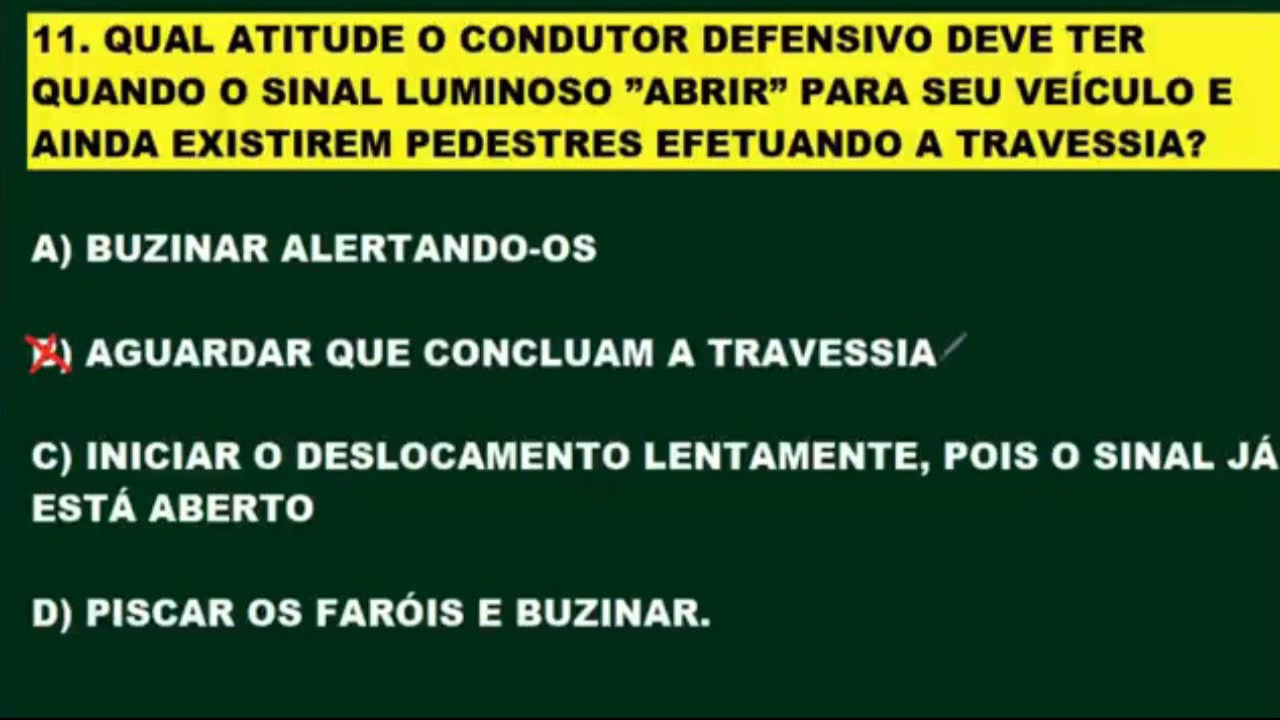 11. QUAL ATITUDE O CONDUTOR DEFENSIVO DEVE TER
QUANDO O SINAL LUMINOSO ”ABRIR” PARA SEU VEÍCULO E
AINDA EXISTIREM PEDESTRES EFETUANDO A TRAVESSIA?
A) BUZINAR ALERTANDO-OS
B) AGUARDAR QUE CONCLUAM A TRAVESSIA
C) INICIAR O DESLOCAMENTO LENTAMENTE, POIS O SINAL JÁ
ESTÁ ABERTO
D) PISCAR OS FARÓIS E BUZINAR.